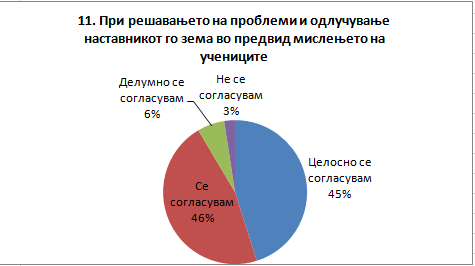 11. При решавањето на проблеми и одлучување
наставникот го зема во предвид мислењето на
учениците
Делумно се
согласувам
6%
Не се
согласувам
3%
Целосно се
согласувам
45%
Се
согласувам
46%